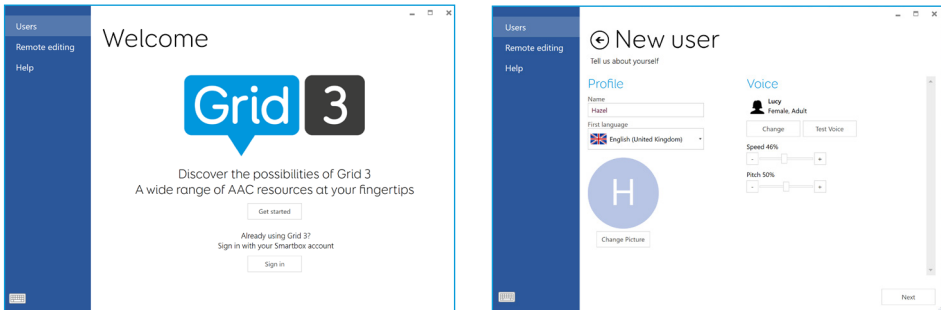 Users
Remote editing
Help
Welcome
Grid 3
Discover the possibilities of Grid 3
A wide range of AAC resources at your fingertips
Get started
Already using Grid 3?
Sign in with your Smartbox account
Sign in
Users
Remote editing
Help
New user
Tell us about yourself
Profile
Name
Hazel
First language
English (United Kingdom)
H
Change Picture
Voice
Lucy
Female, Adult
Change Test Voice
Speed 46%
- +
Pitch 50%
- +
Next